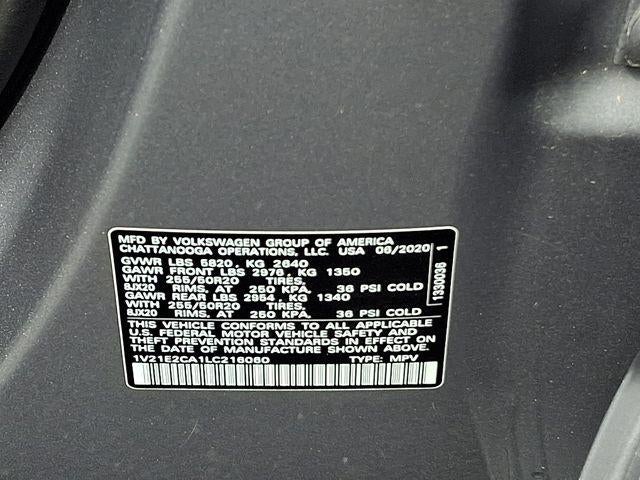 MFD BY VOLKSWAGEN GROUP OF AMERICA
CHATTANOOGA OPERATIONS, LLC. USA 06/2020
GVWR LBS 5820, KG 2640
GAWR FRONT LBS 2976, KG 1350
WITH 255/50R20 TIRES,
8JX20 RIMS, AT 250 KPA, 36 PSI COLD
GAWR REAR LBS 2954, KG 1340
WITH 255/50R20 TIRES,
8JX20 RIMS, AT 250 KPA, 36 PSI COLD
THIS VEHICLE CONFORMS TO ALL APPLICABLE
U.S. FEDERAL MOTOR VEHICLE SAFETY AND
THEFT PREVENTION STANDARDS IN EFFECT
ON THE DATE OF MANUFACTURE SHOWN ABOVE
1V21E2CA1LC216060 TYPE: MPV
1330036 1